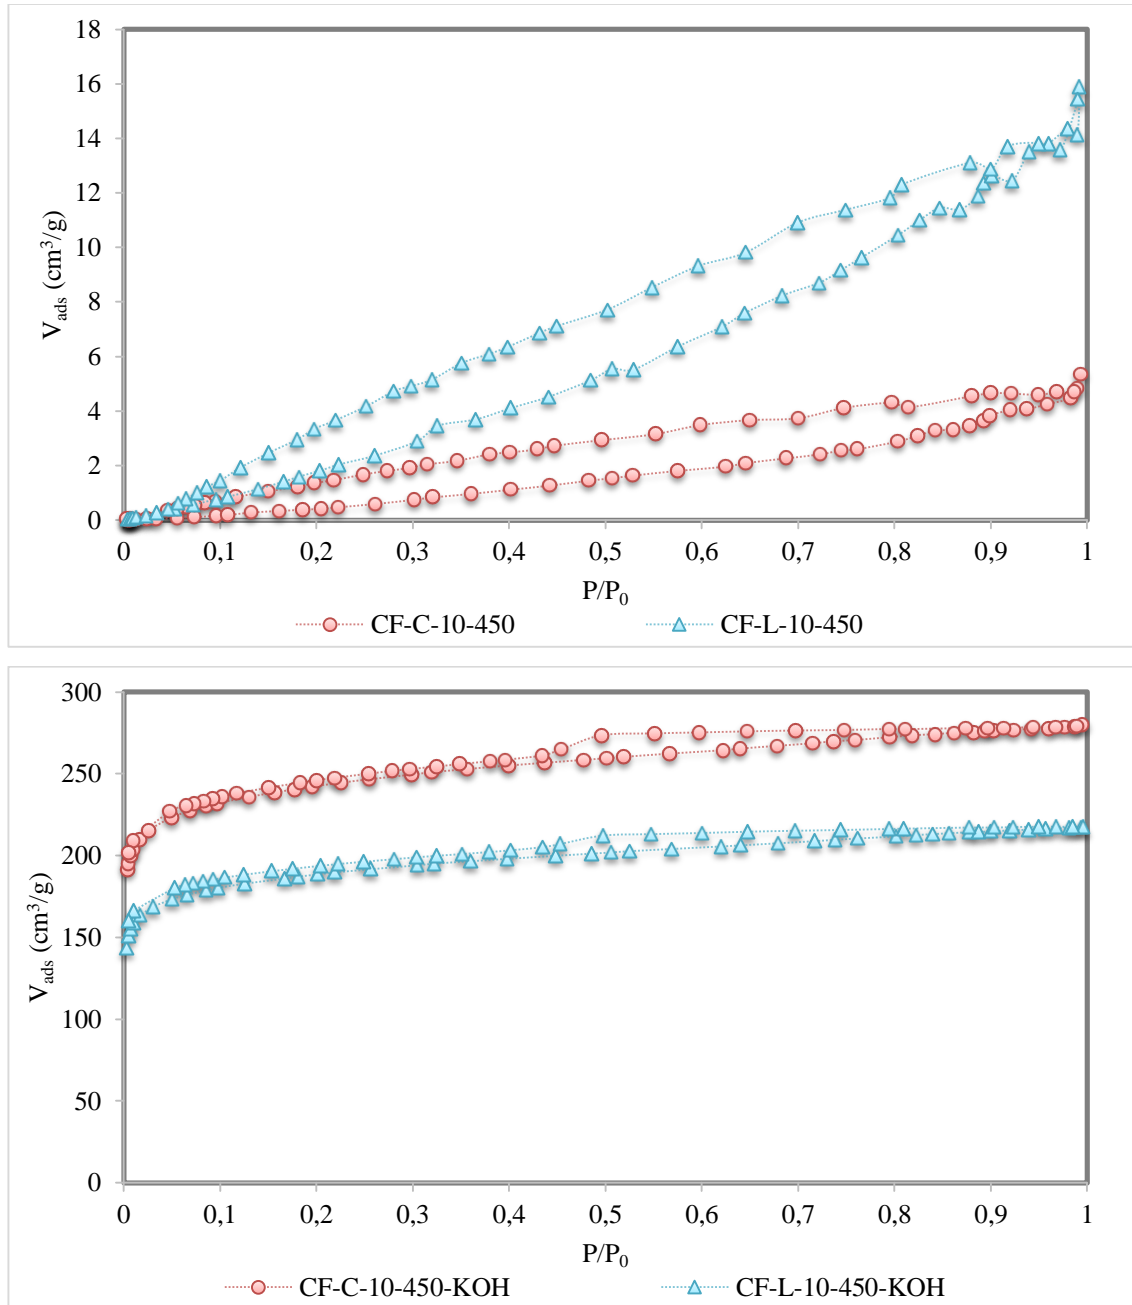 18
16
14
12
10
8
6
4
2
0
V_ads (cm³/g)
0 0,1 0,2 0,3 0,4 0,5 0,6 0,7 0,8 0,9 1
P/P₀
CF-C-10-450 CF-L-10-450
300
250
200
150
100
50
0
V_ads (cm³/g)
0 0,1 0,2 0,3 0,4 0,5 0,6 0,7 0,8 0,9 1
P/P₀
CF-C-10-450-KOH CF-L-10-450-KOH